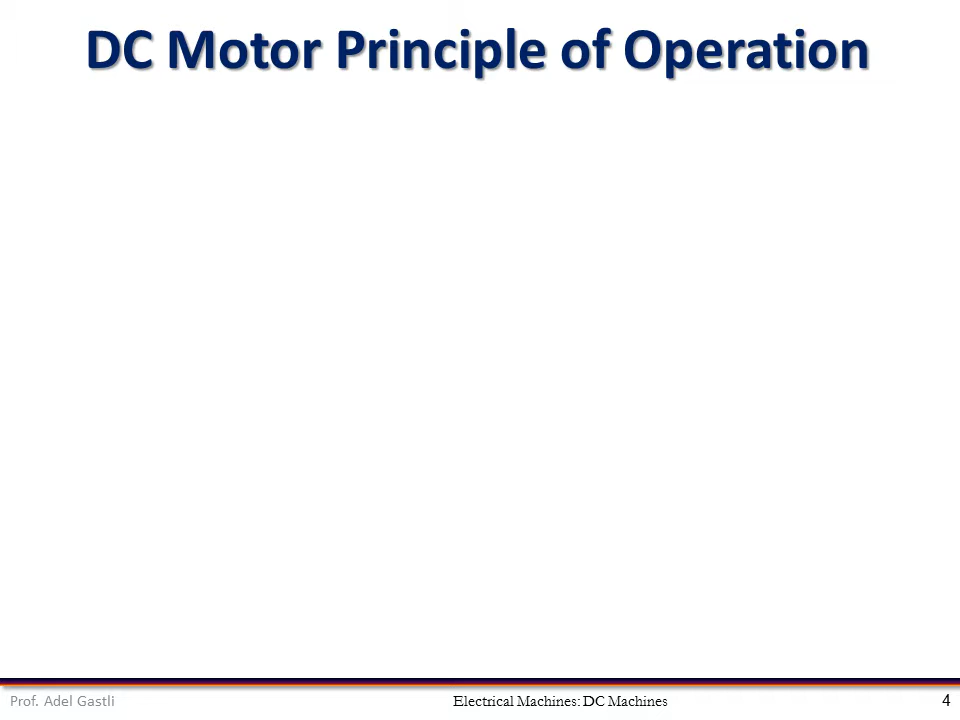 DC Motor Principle of Operation
Prof. Adel Gastli
Electrical Machines: DC Machines
4